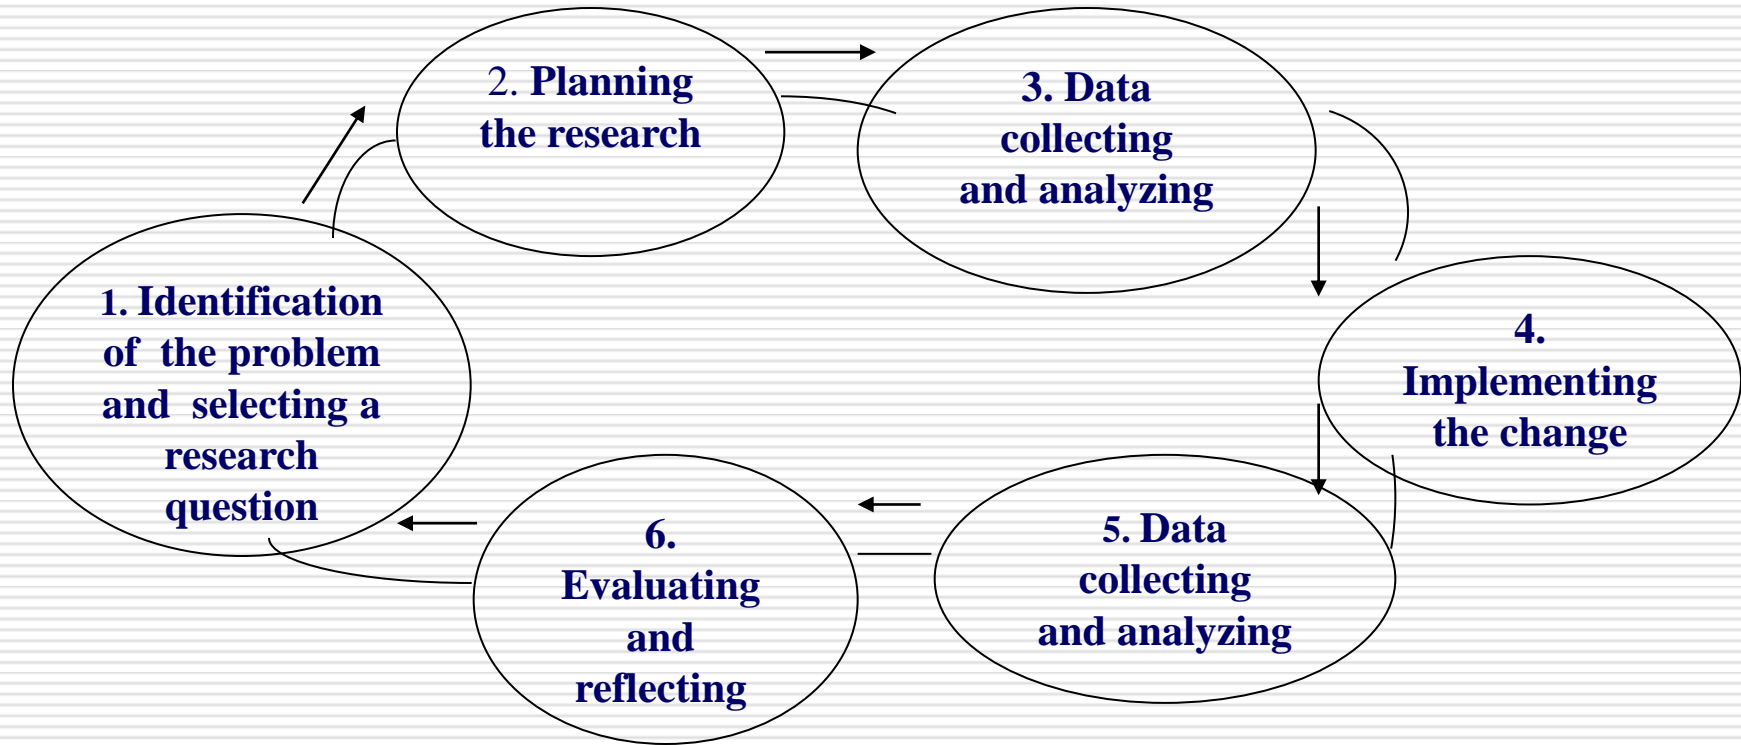 2. Planning
the research
3. Data
collecting
and analyzing
1. Identification
of  the problem
and  selecting a
research
question
4.
Implementing
the change
5. Data
collecting
and analyzing
6.
Evaluating
and
reflecting